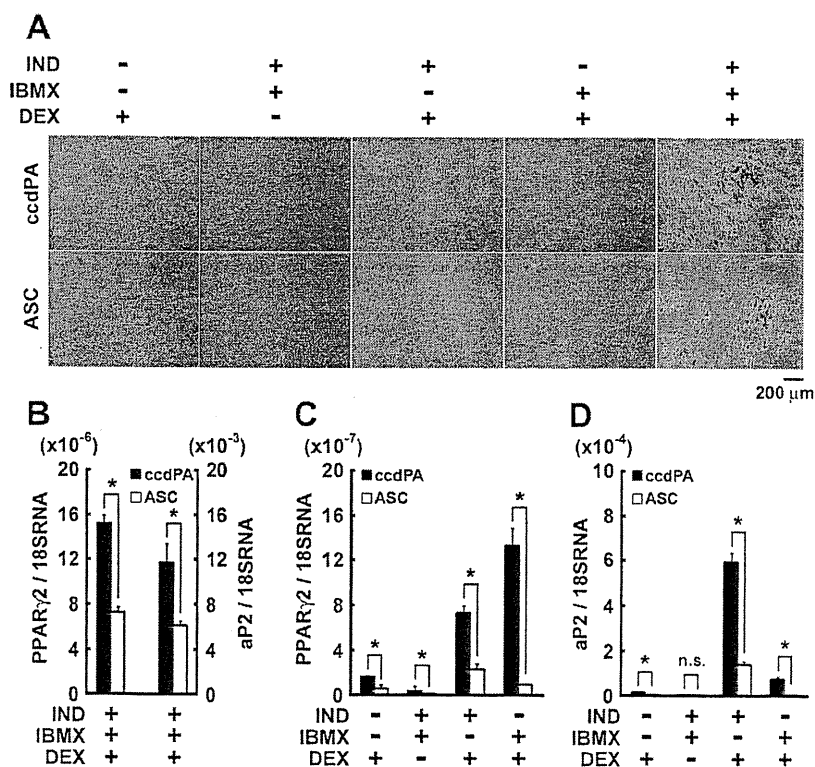 A
IND - + + - +
IBMX - + - + +
DEX + - + + +
ccdPA
ASC
200 µm
B
(x10-6) (x10-3)
20 20
16 16
12 12
8 8
4 4
0 0
PPARγ2 / 18SRNA
aP2 / 18SRNA
ccdPA
ASC
* *
IND + +
IBMX + +
DEX + +
C
(x10-7)
20
16
12
8
4
0
PPARγ2 / 18SRNA
ccdPA
ASC
* * * *
IND - + + -
IBMX - + - +
DEX + - + +
D
(x10-4)
10
8
6
4
2
0
aP2 / 18SRNA
ccdPA
ASC
* n.s. * *
IND - + + -
IBMX - + - +
DEX + - + +